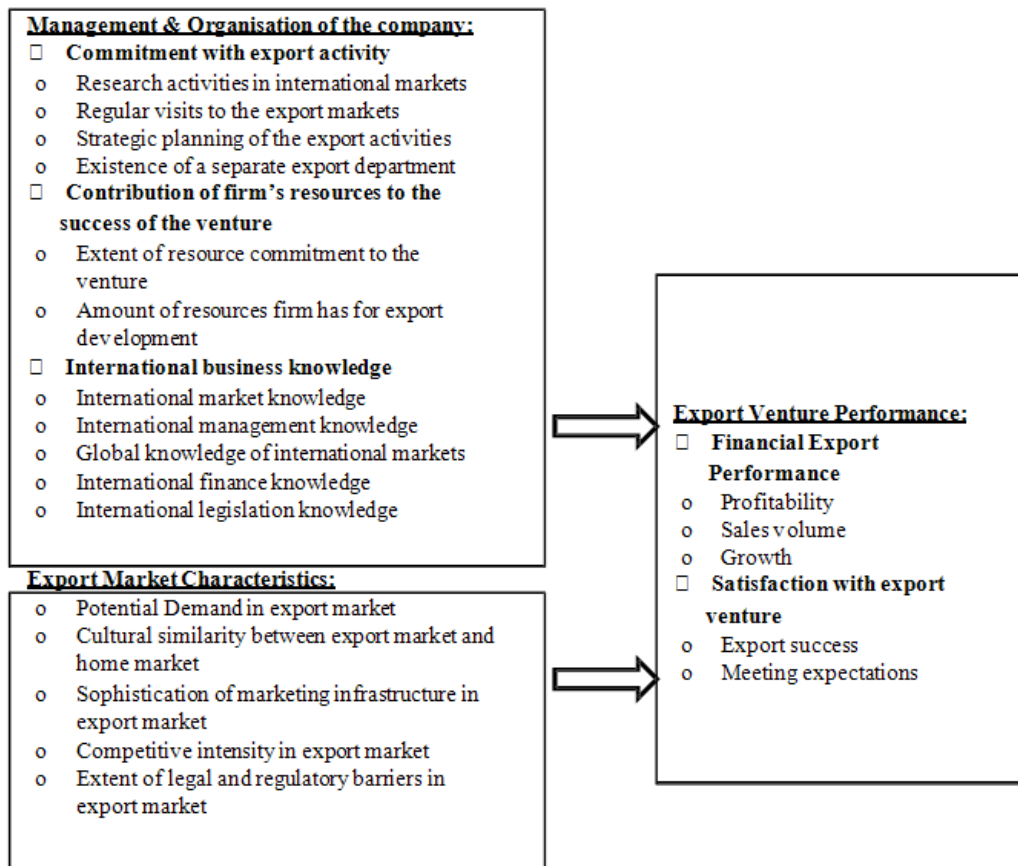 Management & Organisation of the company:
□ Commitment with export activity
o Research activities in international markets
o Regular visits to the export markets
o Strategic planning of the export activities
o Existence of a separate export department
□ Contribution of firm's resources to the
success of the venture
o Extent of resource commitment to the
venture
o Amount of resources firm has for export
development
□ International business knowledge
o International market knowledge
o International management knowledge
o Global knowledge of international markets
o International finance knowledge
o International legislation knowledge
Export Market Characteristics:
o Potential Demand in export market
o Cultural similarity between export market and
home market
o Sophistication of marketing infrastructure in
export market
o Competitive intensity in export market
o Extent of legal and regulatory barriers in
export market
Export Venture Performance:
□ Financial Export
Performance
o Profitability
o Sales volume
o Growth
□ Satisfaction with export
venture
o Export success
o Meeting expectations